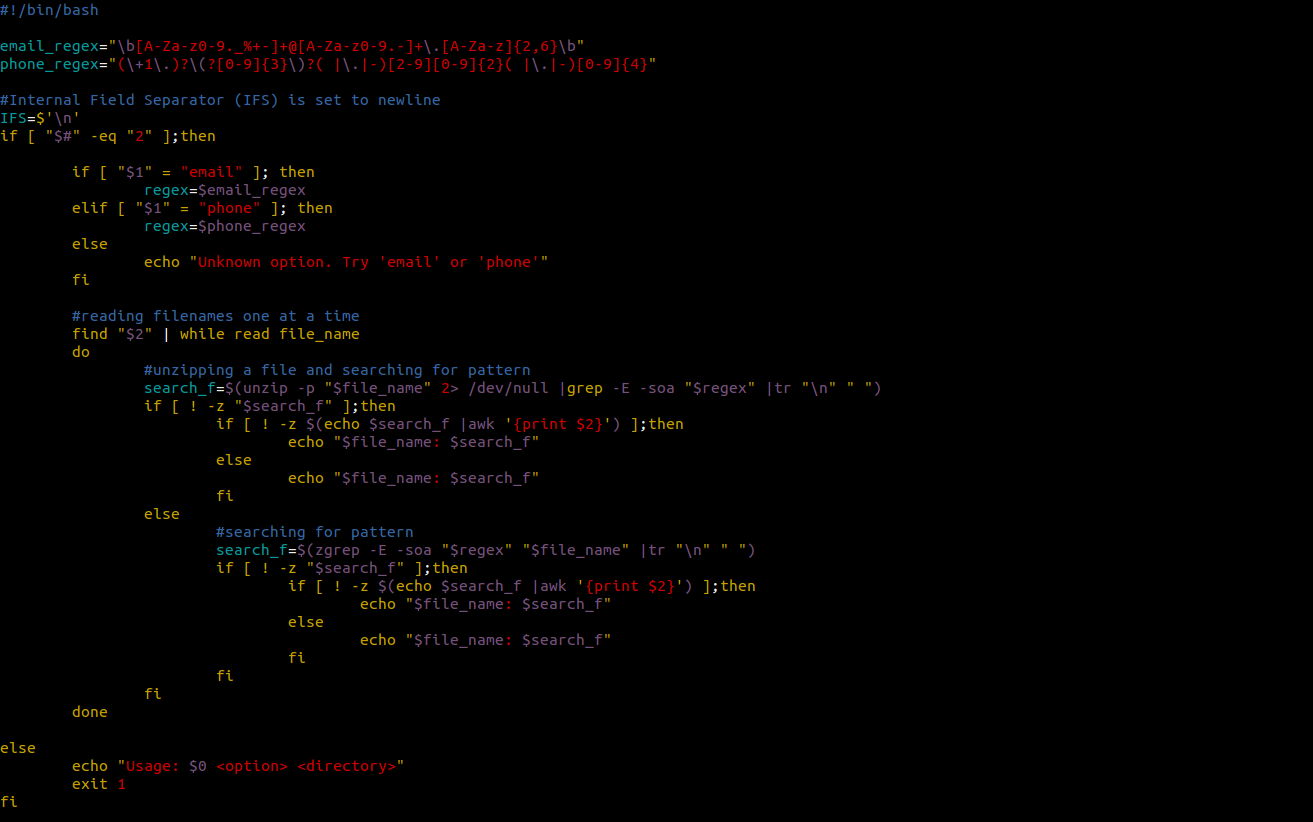 #!/bin/bash
email_regex="\b[A-Za-z0-9._%+-]+@[A-Za-z0-9.-]+\.[A-Za-z]{2,6}\b"
phone_regex="(\+1\.)?\(?[0-9]{3}\)?( |\.|-)[2-9][0-9]{2}( |\.|-)[0-9]{4}"
#Internal Field Separator (IFS) is set to newline
IFS=$'\n'
if [ "$#" -eq "2" ];then
if [ "$1" = "email" ]; then
regex=$email_regex
elif [ "$1" = "phone" ]; then
regex=$phone_regex
else
echo "Unknown option. Try 'email' or 'phone'"
fi
#reading filenames one at a time
find "$2" | while read file_name
do
#unzipping a file and searching for pattern
search_f=$(unzip -p "$file_name" 2> /dev/null |grep -E -soa "$regex" |tr "\n" " ")
if [ ! -z "$search_f" ];then
if [ ! -z $(echo $search_f |awk '{print $2}') ];then
echo "$file_name: $search_f"
else
echo "$file_name: $search_f"
fi
else
#searching for pattern
search_f=$(zgrep -E -soa "$regex" "$file_name" |tr "\n" " ")
if [ ! -z "$search_f" ];then
if [ ! -z $(echo $search_f |awk '{print $2}') ];then
echo "$file_name: $search_f"
else
echo "$file_name: $search_f"
fi
fi
fi
done
else
echo "Usage: $0 <option> <directory>"
exit 1
fi